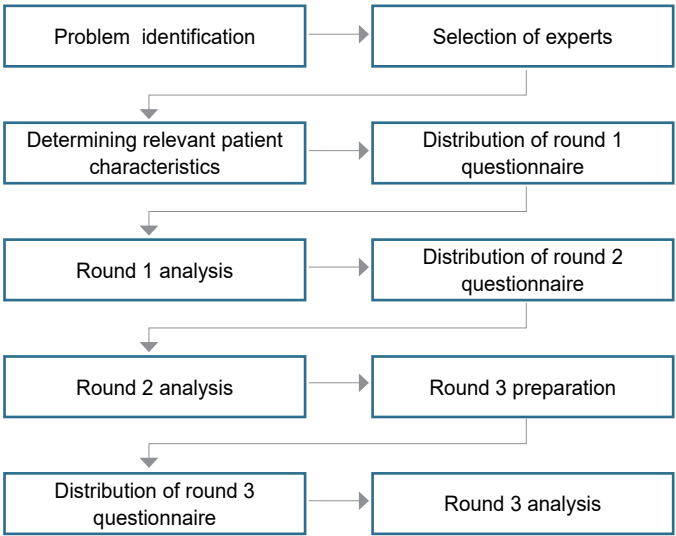 Problem identification
Selection of experts
Determining relevant patient
characteristics
Distribution of round 1
questionnaire
Round 1 analysis
Distribution of round 2
questionnaire
Round 2 analysis
Round 3 preparation
Distribution of round 3
questionnaire
Round 3 analysis